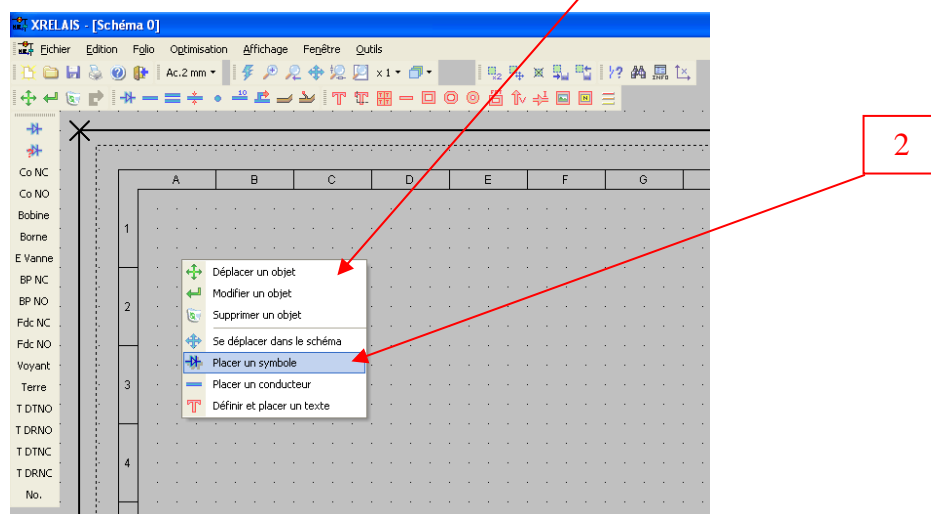 XRELAIS - [Schéma 0]
Fichier Edition Folio Optimisation Affichage Fenêtre Outils
Ac.2 mm x 1
10
2
Co NC
Co NO
Bobine
Borne
E Vanne
BP NC
BP NO
Fdc NC
Fdc NO
Voyant
Terre
T DTNO
T DRNO
T DTNC
T DRNC
No.
A B C D E F G
1
2
3
4
Déplacer un objet
Modifier un objet
Supprimer un objet
Se déplacer dans le schéma
Placer un symbole
Placer un conducteur
Définir et placer un texte